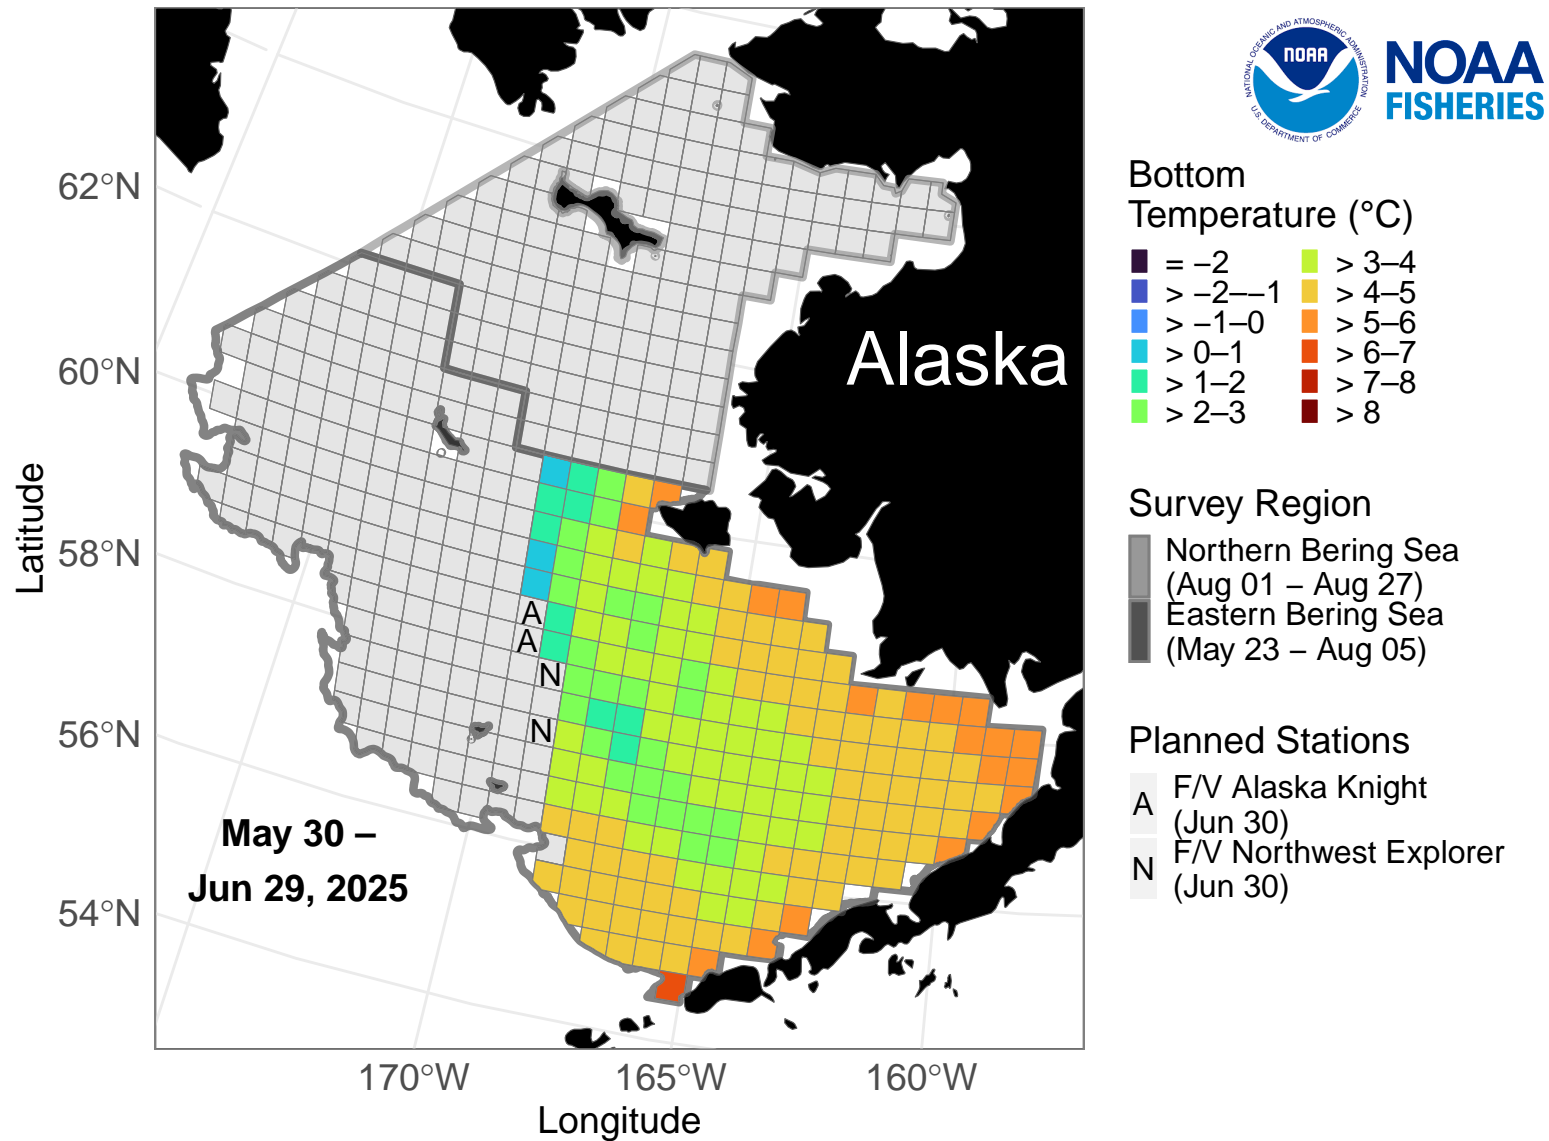 NATIONAL OCEANIC AND ATMOSPHERIC ADMINISTRATION
U.S. DEPARTMENT OF COMMERCE
NOAA
NOAA
FISHERIES
Bottom
Temperature (°C)
= −2
> −2–−1
> −1–0
> 0–1
> 1–2
> 2–3
> 3–4
> 4–5
> 5–6
> 6–7
> 7–8
> 8
Survey Region
Northern Bering Sea
(Aug 01 – Aug 27)
Eastern Bering Sea
(May 23 – Aug 05)
Planned Stations
A F/V Alaska Knight
(Jun 30)
N F/V Northwest Explorer
(Jun 30)
Alaska
A
A
N
N
May 30 –
Jun 29, 2025
Latitude
62°N
60°N
58°N
56°N
54°N
170°W
165°W
160°W
Longitude